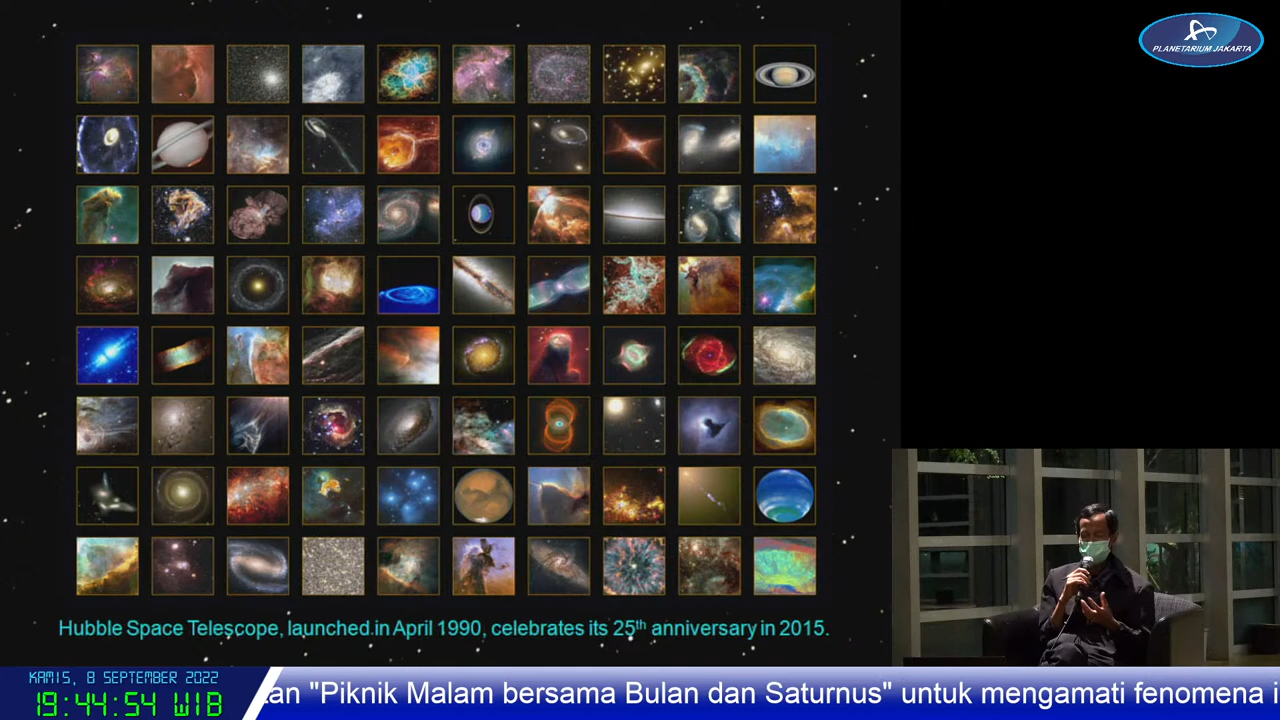 PLANETARIUM JAKARTA
Hubble Space Telescope, launched in April 1990, celebrates its 25th anniversary in 2015.
KAMIS, 8 SEPTEMBER 2022
19:44:54 WIB
an "Piknik Malam bersama Bulan dan Saturnus" untuk mengamati fenomena i